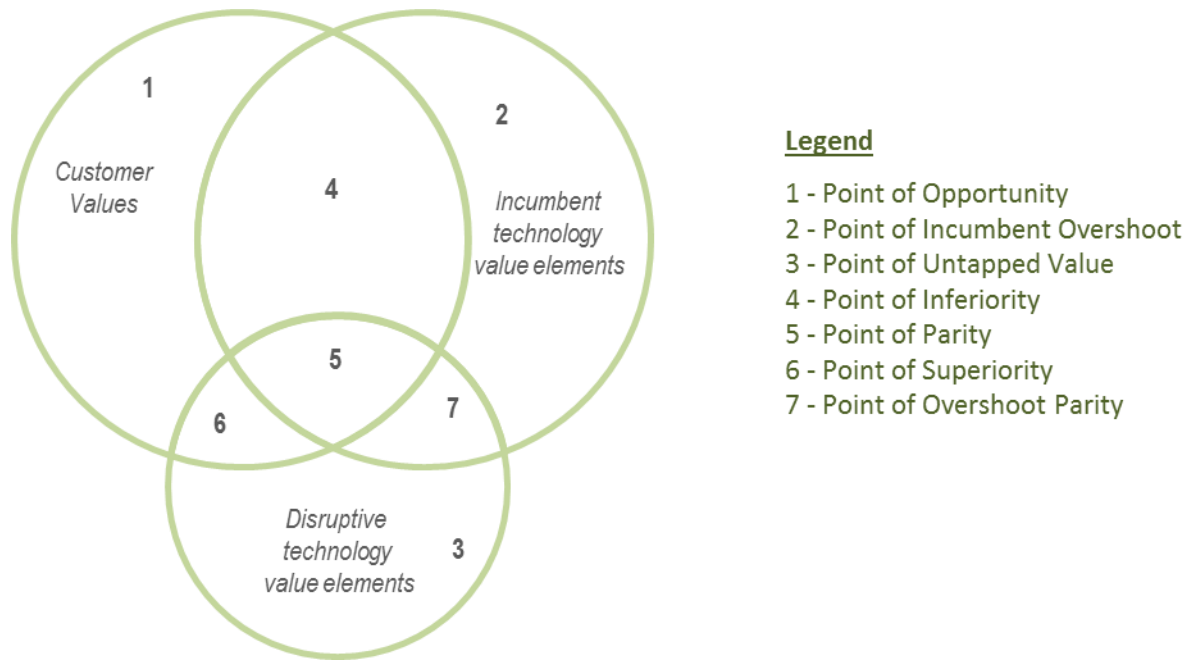 1
2
Customer
Values
4
Incumbent
technology
value elements
5
6
7
Disruptive
technology
value elements
3
Legend
1 - Point of Opportunity
2 - Point of Incumbent Overshoot
3 - Point of Untapped Value
4 - Point of Inferiority
5 - Point of Parity
6 - Point of Superiority
7 - Point of Overshoot Parity